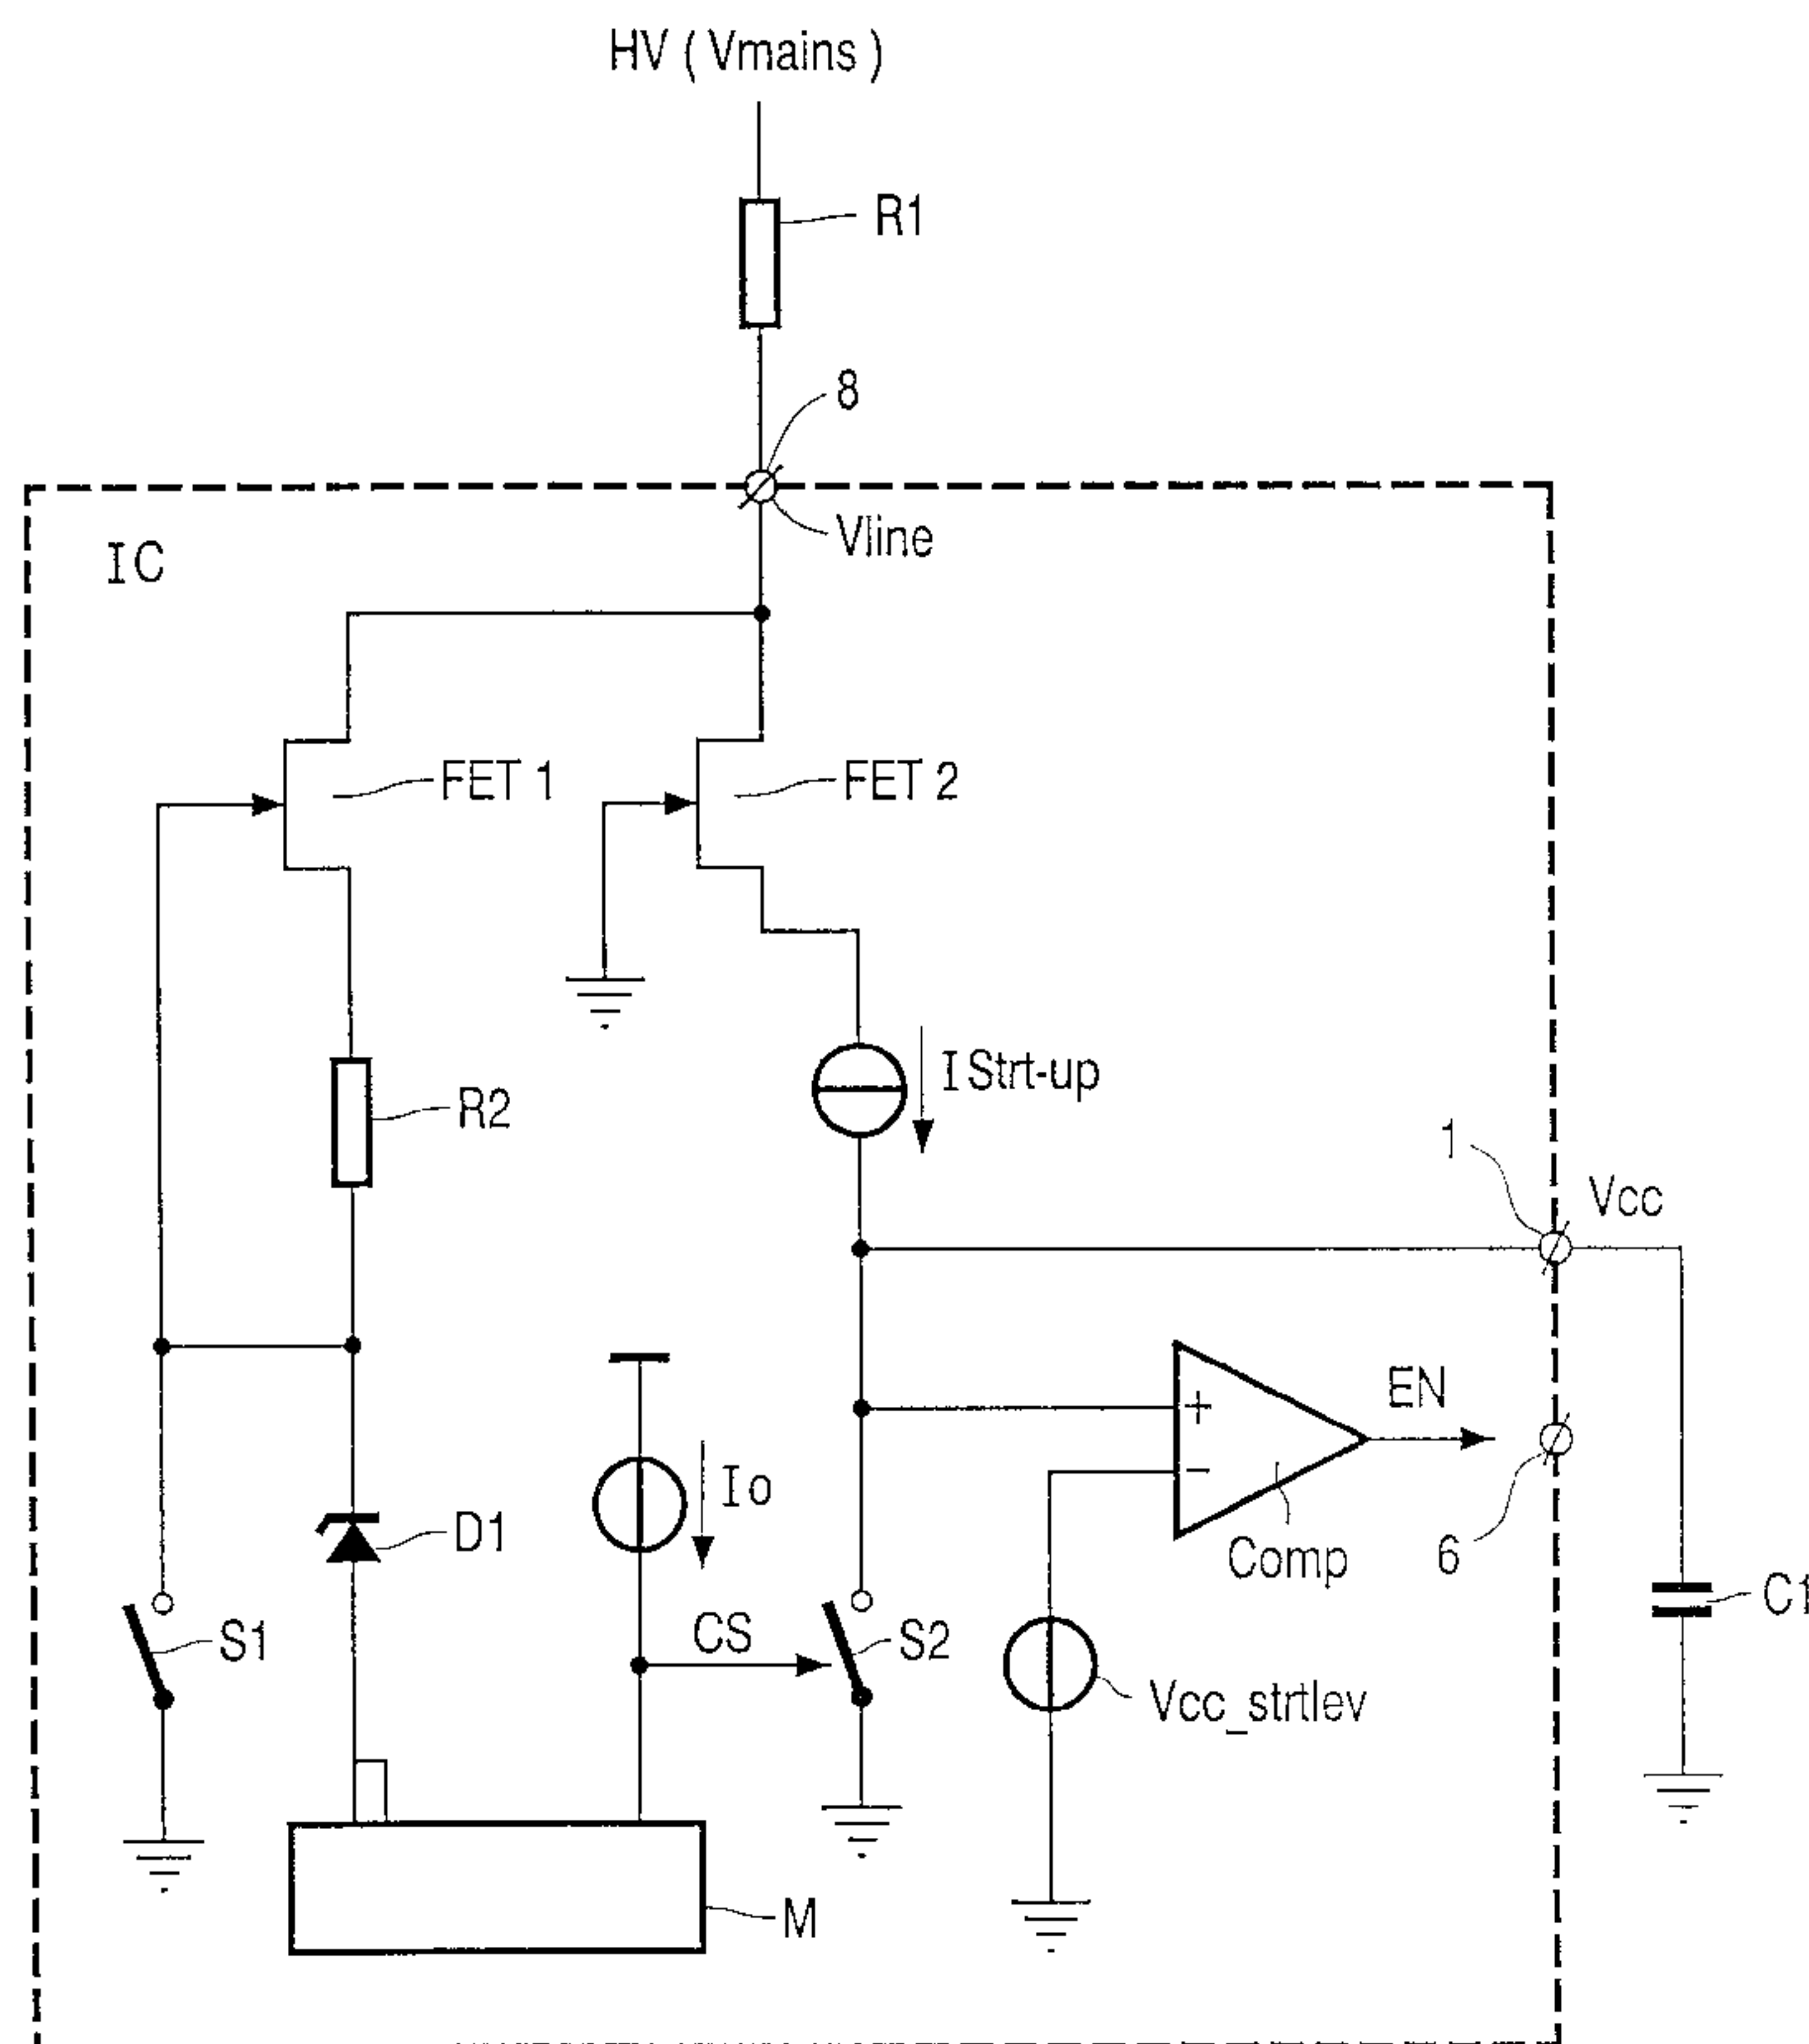 HV ( Vmains )
R1
8
Vline
IC
FET 1
FET 2
I Strt-up
R2
1
Vcc
EN
+
−
Io
D1
Comp
6
C1
S1
CS
S2
Vcc_strtlev
M